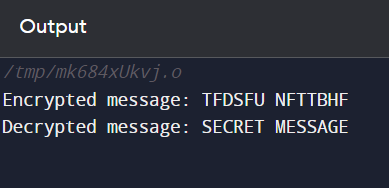 Output
/tmp/mk684xUkvj.o
Encrypted message: TFDSFU NFTTBHF
Decrypted message: SECRET MESSAGE